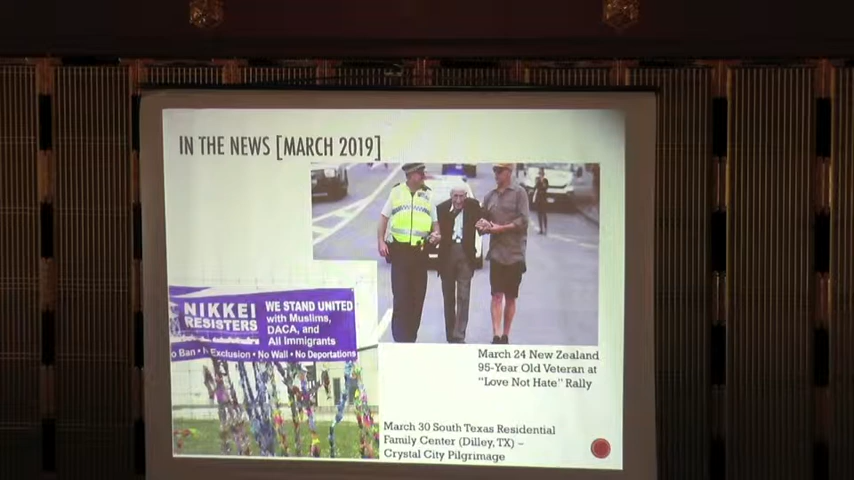 IN THE NEWS [MARCH 2019]
NIKKEI
RESISTERS
WE STAND UNITED
with Muslims,
DACA, and
All Immigrants
Exclusion • No Wall • No Deportations
March 24 New Zealand
95-Year Old Veteran at
"Love Not Hate" Rally
March 30 South Texas Residential
Family Center (Dilley, TX) –
Crystal City Pilgrimage